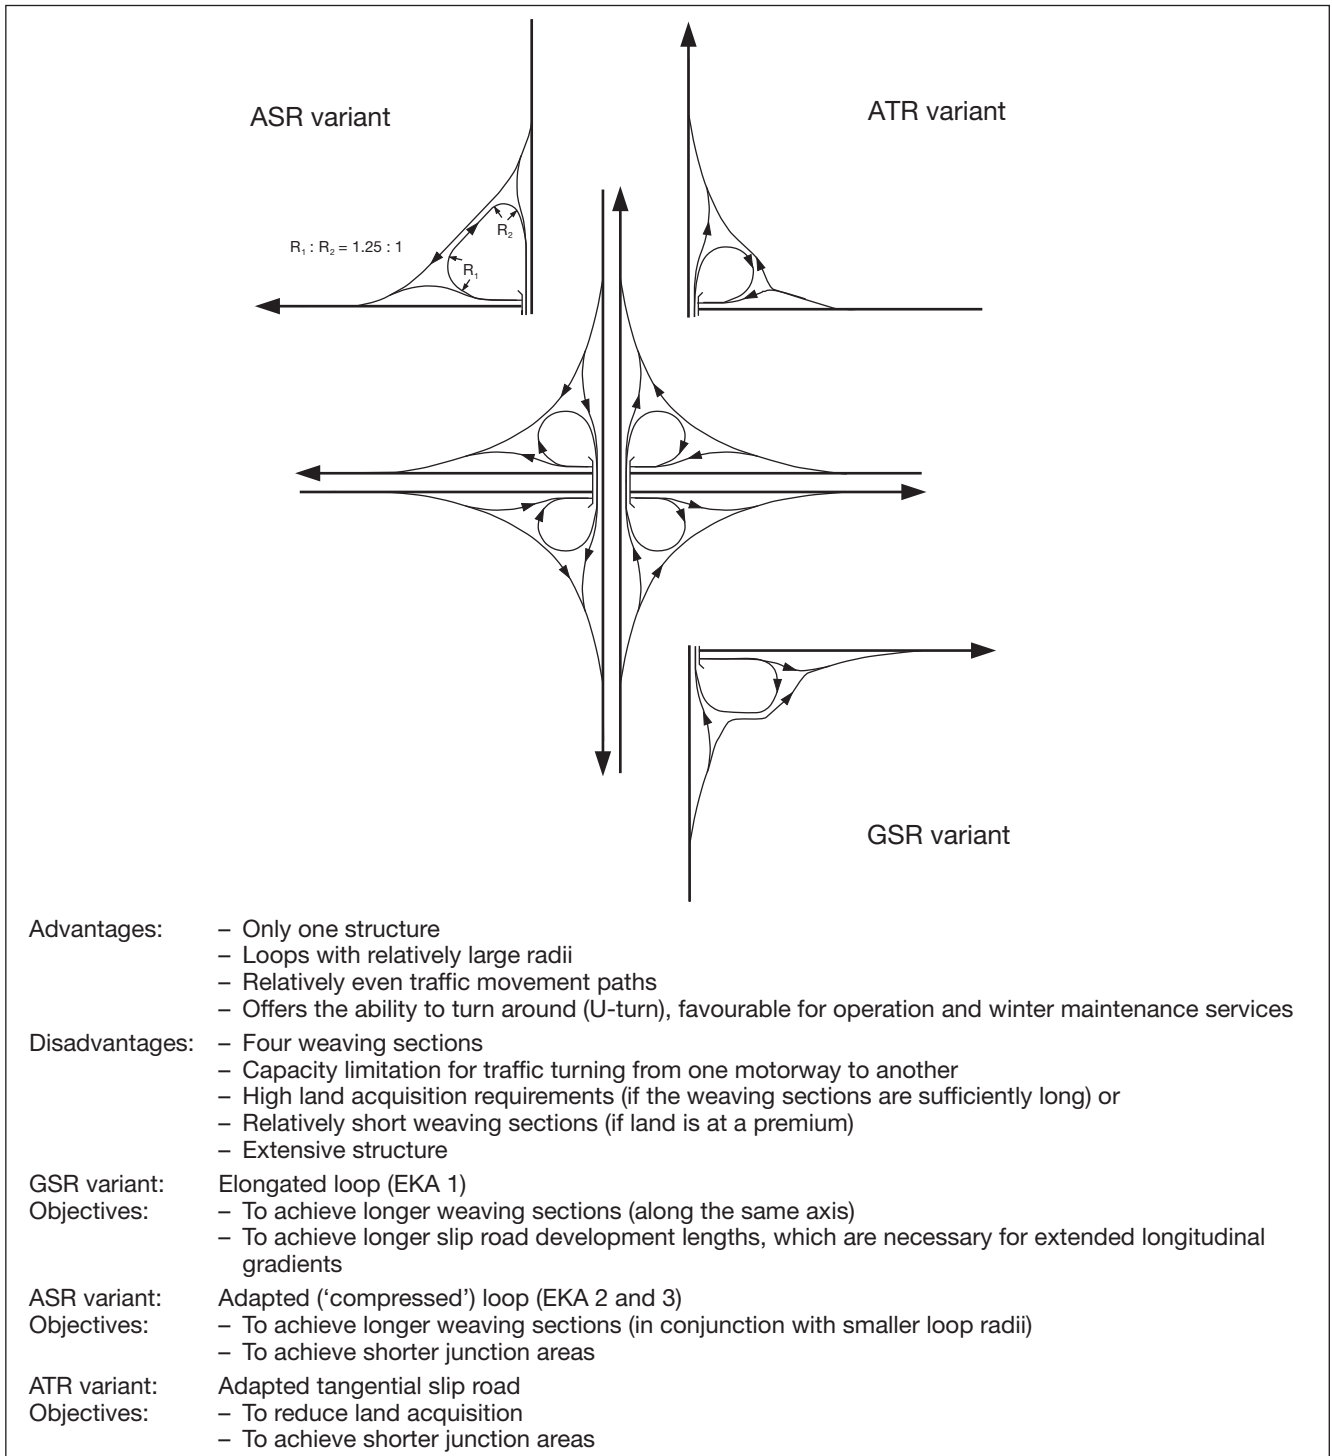 ASR variant
ATR variant
R₁ : R₂ = 1.25 : 1
R₂
R₁
GSR variant
Advantages: – Only one structure
– Loops with relatively large radii
– Relatively even traffic movement paths
– Offers the ability to turn around (U-turn), favourable for operation and winter maintenance services
Disadvantages: – Four weaving sections
– Capacity limitation for traffic turning from one motorway to another
– High land acquisition requirements (if the weaving sections are sufficiently long) or
– Relatively short weaving sections (if land is at a premium)
– Extensive structure
GSR variant: Elongated loop (EKA 1)
Objectives: – To achieve longer weaving sections (along the same axis)
– To achieve longer slip road development lengths, which are necessary for extended longitudinal
gradients
ASR variant: Adapted (‘compressed’) loop (EKA 2 and 3)
Objectives: – To achieve longer weaving sections (in conjunction with smaller loop radii)
– To achieve shorter junction areas
ATR variant: Adapted tangential slip road
Objectives: – To reduce land acquisition
– To achieve shorter junction areas